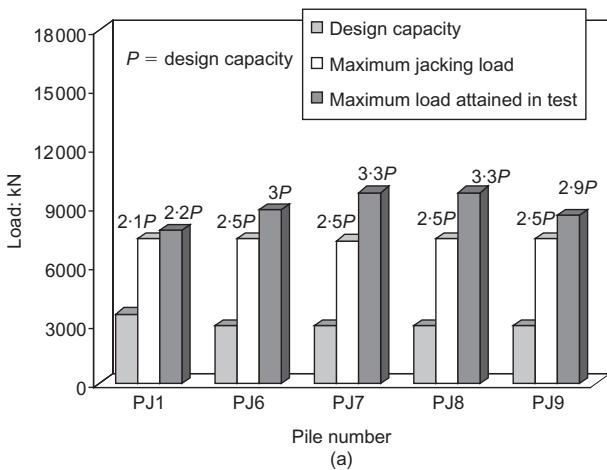 18000
15000
12000
9000
6000
3000
0
Load: kN
P = design capacity
Design capacity
Maximum jacking load
Maximum load attained in test
2·1P
2·2P
2·5P
3P
2·5P
3·3P
2·5P
3·3P
2·5P
2·9P
PJ1
PJ6
PJ7
PJ8
PJ9
Pile number
(a)